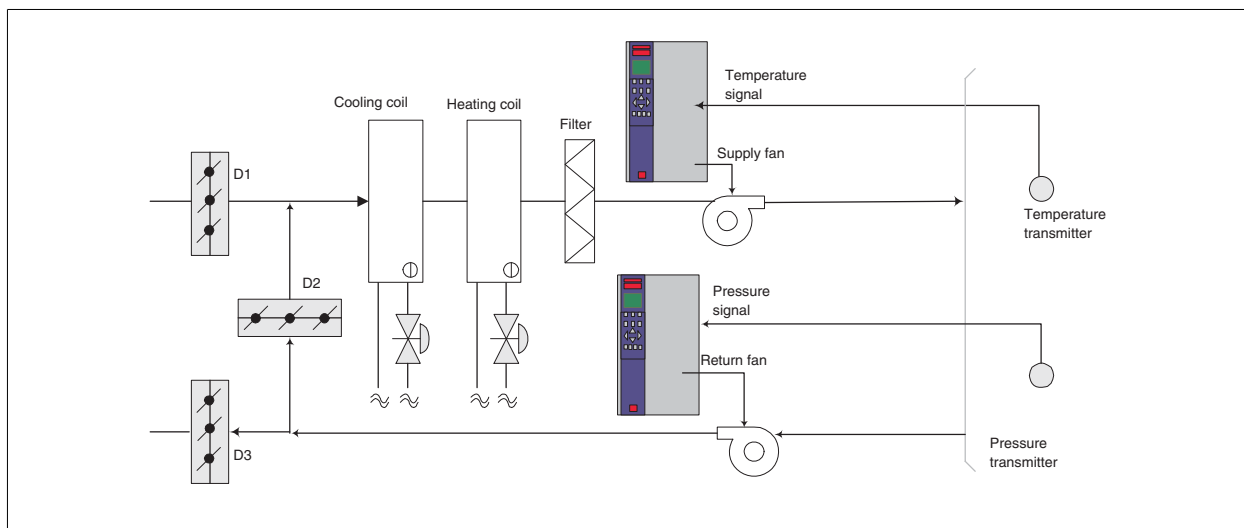 Temperature
signal
Cooling coil
Heating coil
Filter
Supply fan
D1
Temperature
transmitter
D2
Pressure
signal
Return fan
D3
Pressure
transmitter